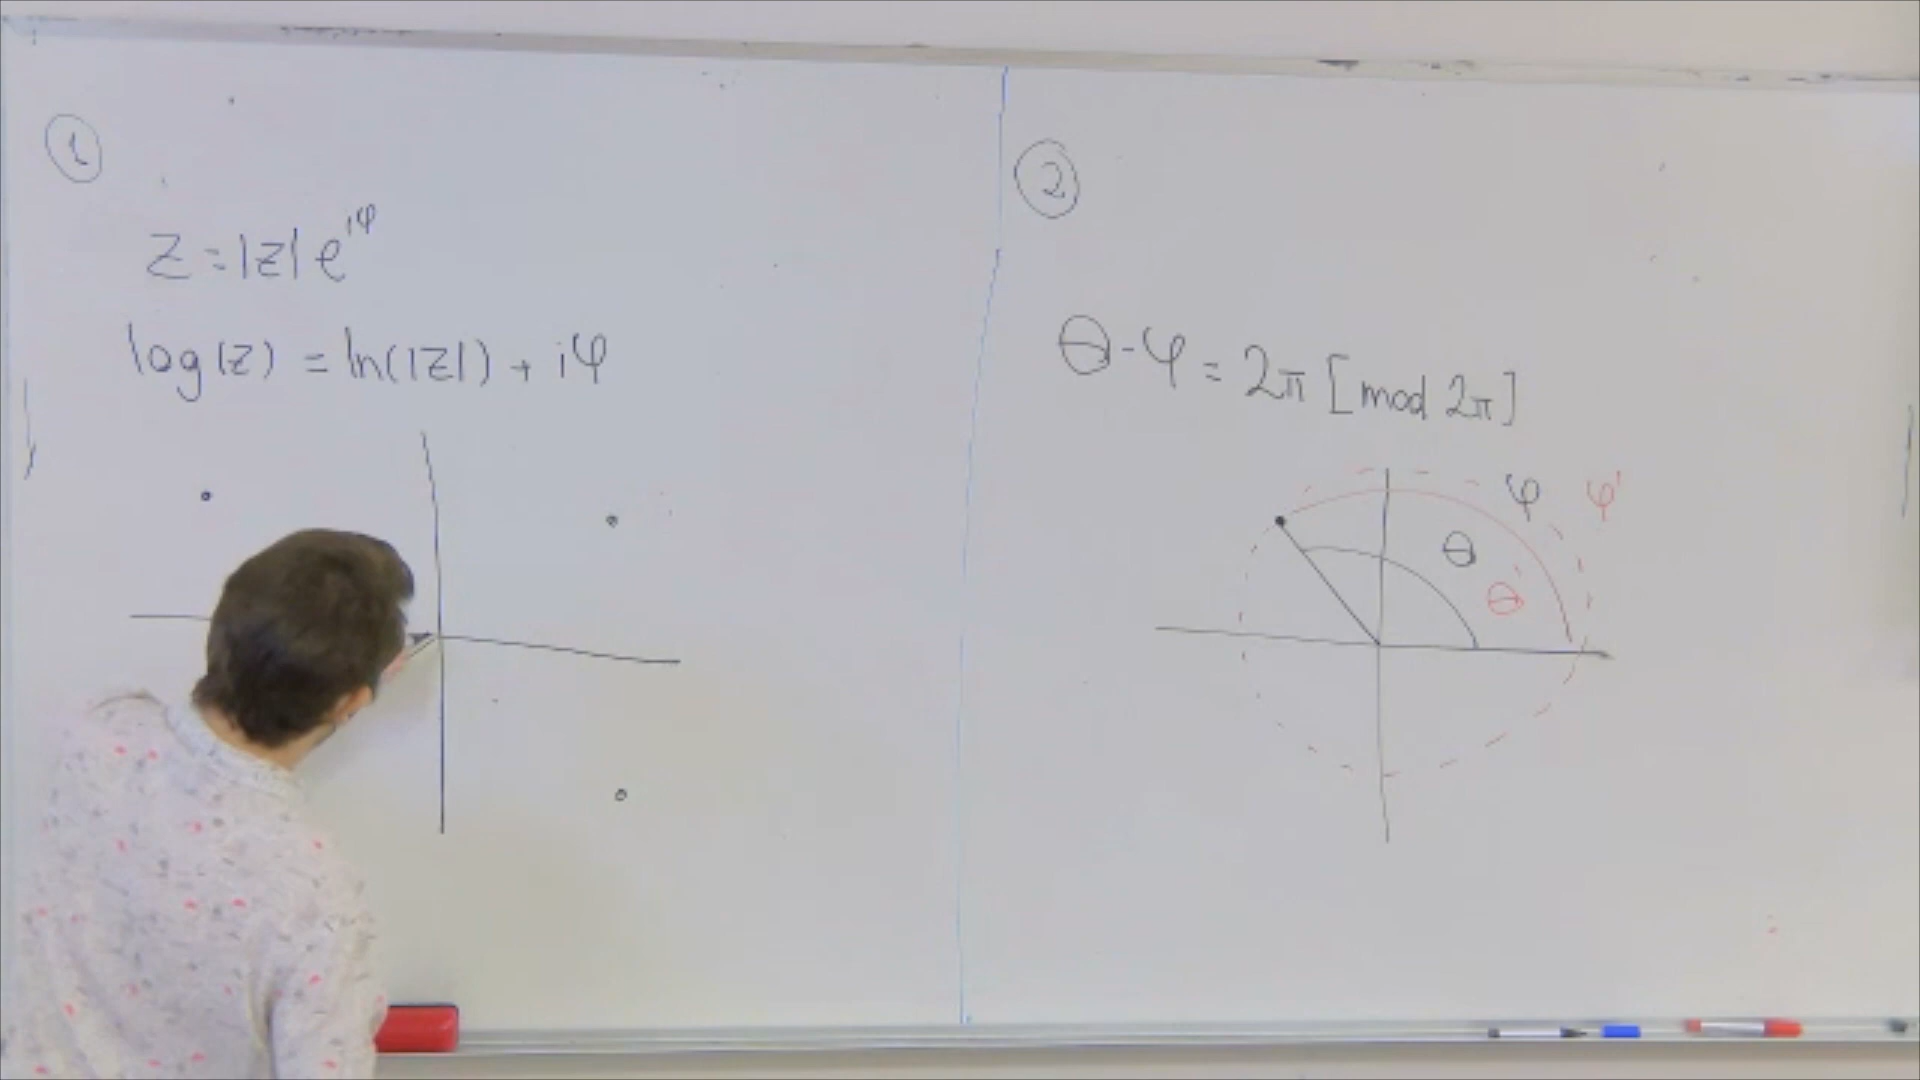 1
z = |z| e^{iφ}
log(z) = ln(|z|) + iφ
2
θ - φ = 2π [mod 2π]
φ φ'
θ
θ'